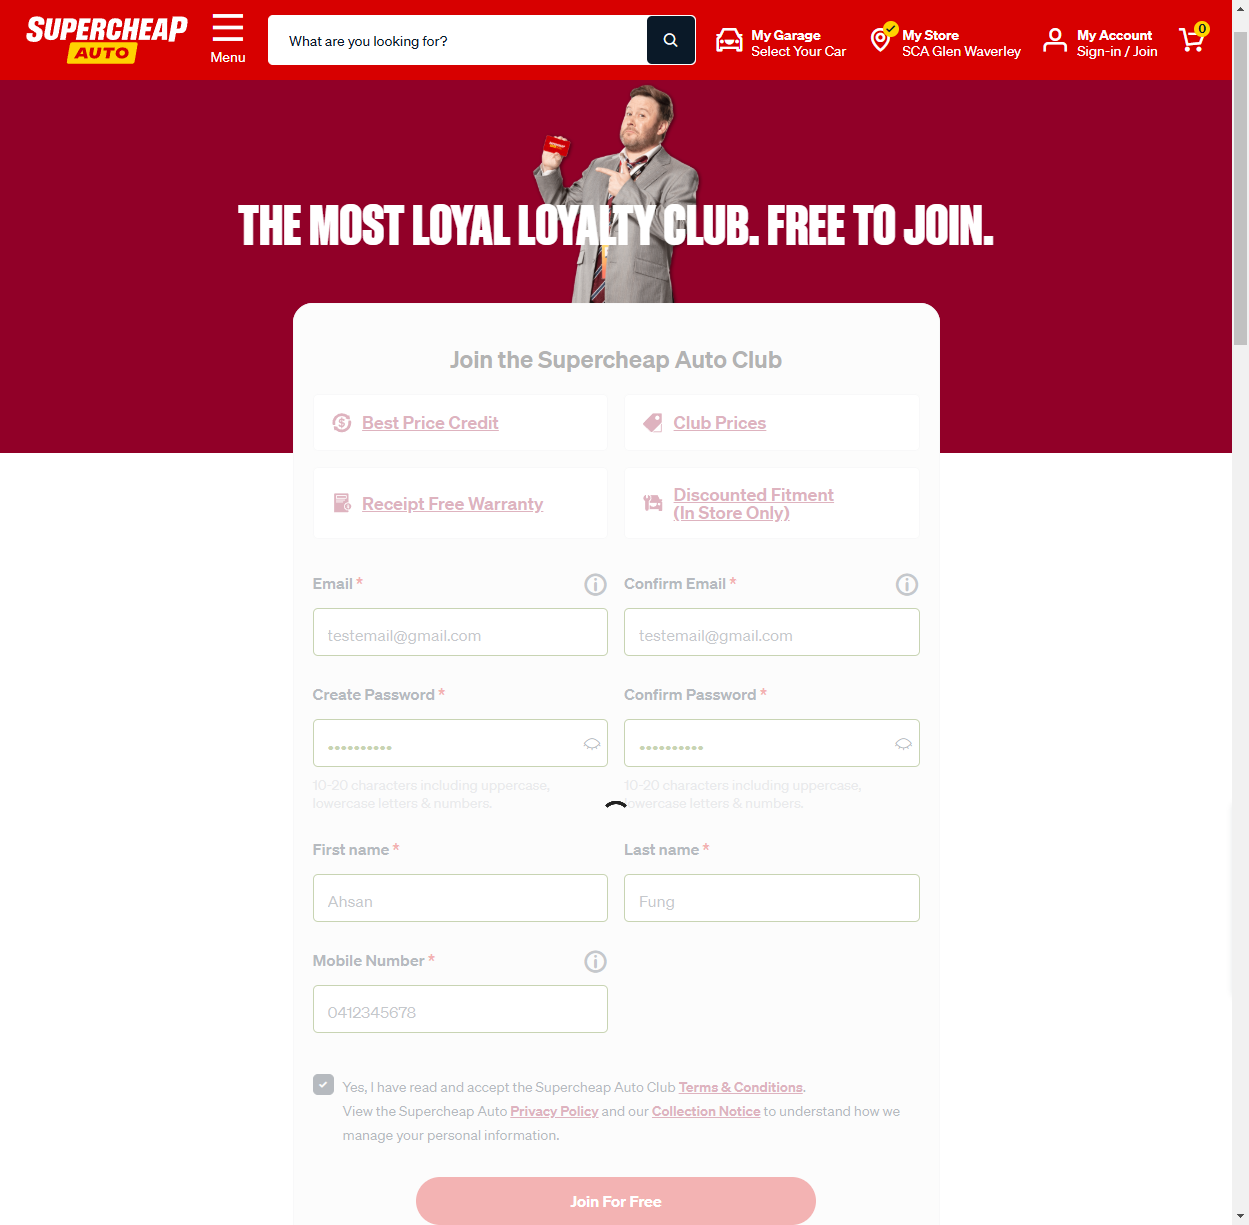 SUPERCHEAP
AUTO
Menu
What are you looking for?
My Garage
Select Your Car
My Store
SCA Glen Waverley
My Account
Sign-in / Join
0
THE MOST LOYAL LOYALTY CLUB. FREE TO JOIN.
Join the Supercheap Auto Club
Best Price Credit
Club Prices
Receipt Free Warranty
Discounted Fitment
(In Store Only)
Email *
Confirm Email *
testemail@gmail.com
testemail@gmail.com
Create Password *
Confirm Password *
••••••••••
••••••••••
10-20 characters including uppercase,
lowercase letters & numbers.
10-20 characters including uppercase,
lowercase letters & numbers.
First name *
Last name *
Ahsan
Fung
Mobile Number *
0412345678
Yes, I have read and accept the Supercheap Auto Club Terms & Conditions.
View the Supercheap Auto Privacy Policy and our Collection Notice to understand how we
manage your personal information.
Join For Free